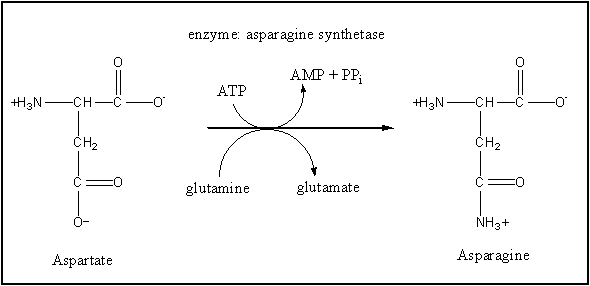 enzyme: asparagine synthetase
ATP
AMP + PPi
glutamine
glutamate
O
+H3N CH C O-
CH2
C O
O−
Aspartate
O
+H3N CH C O-
CH2
C O
NH3+
Asparagine